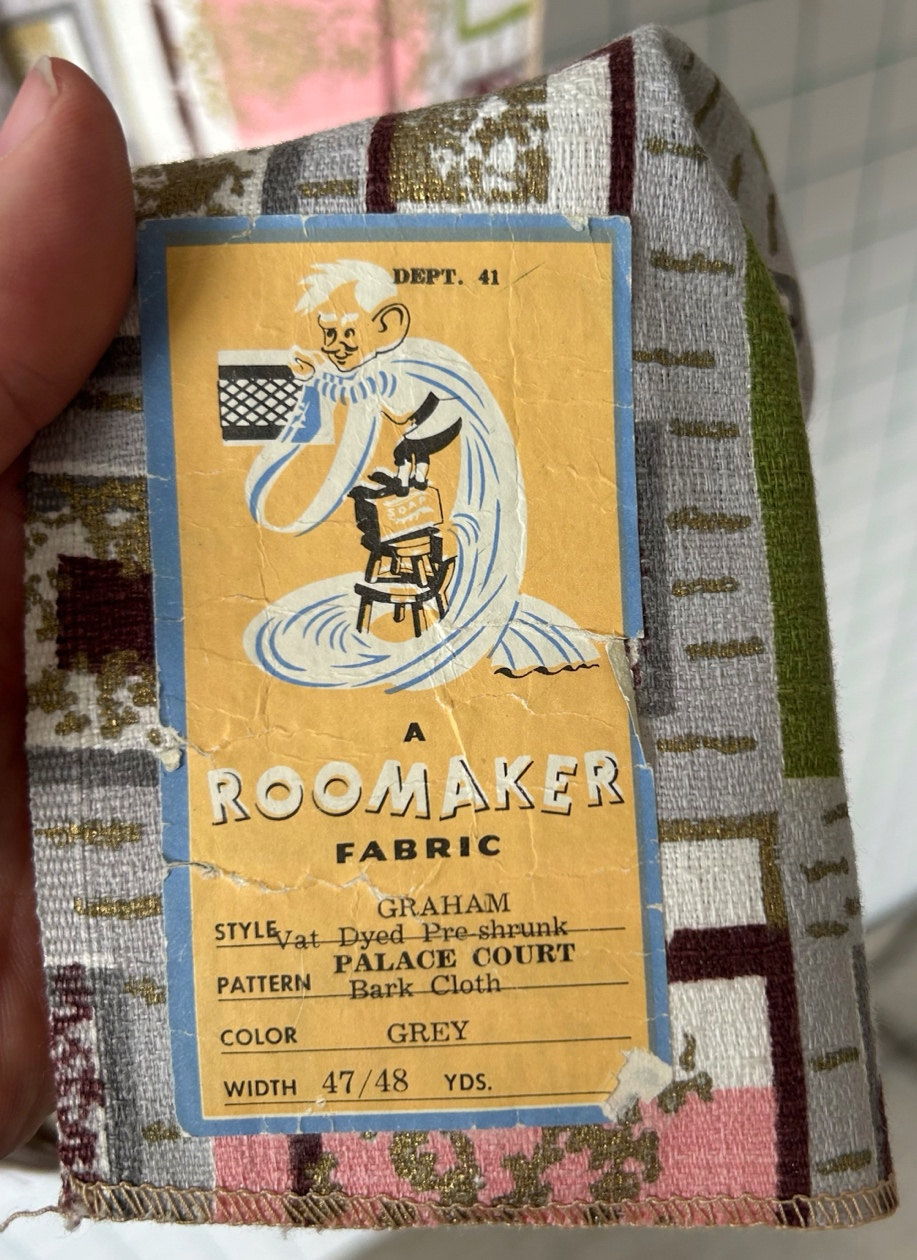 DEPT. 41
SOAP
A
ROOMAKER
FABRIC
GRAHAM
STYLE Vat Dyed Pre-shrunk
PALACE COURT
PATTERN Bark Cloth
COLOR GREY
WIDTH 47/48 YDS.